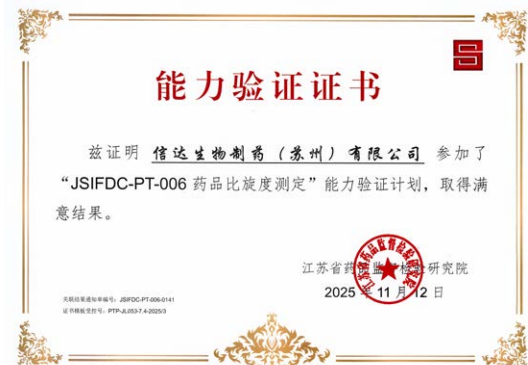 能力验证证书
兹证明 信达生物制药（苏州）有限公司 参加了
“JSIFDC-PT-006 药品比旋度测定”能力验证计划，取得满
意结果。
江苏省药品监督检验研究院
2025 年 11 月 12 日
关联结果通知单编号：JSIFDC-PT-006-0141
证书模板受控号：PTP-JL053-7.4-2025/3